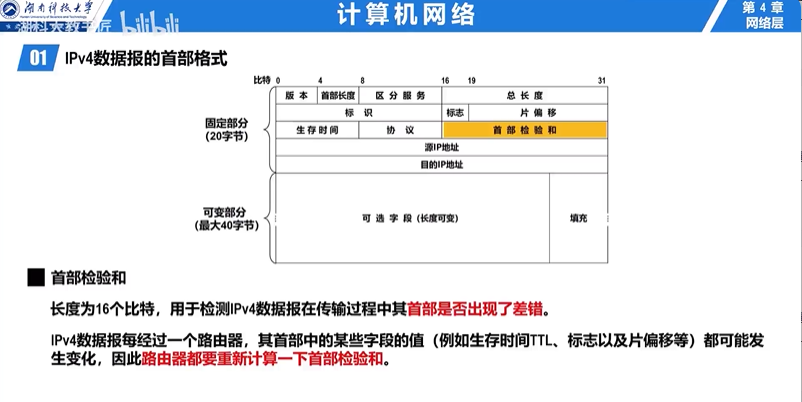 湖南科技大学
计算机网络
第 4 章
网络层
湖科大教书匠 bilibili
01 IPv4数据报的首部格式
比特 0 4 8 16 19 31
版 本 首部长度 区 分 服 务 总 长 度
标 识 标志 片 偏 移
固定部分
(20字节)
生 存 时 间 协 议 首 部 检 验 和
源IP地址
目的IP地址
可变部分
(最大40字节)
可 选 字 段 (长度可变) 填充
首部检验和
长度为16个比特，用于检测IPv4数据报在传输过程中其首部是否出现了差错。
IPv4数据报每经过一个路由器，其首部中的某些字段的值（例如生存时间TTL、标志以及片偏移等）都可能发
生变化，因此路由器都要重新计算一下首部检验和。